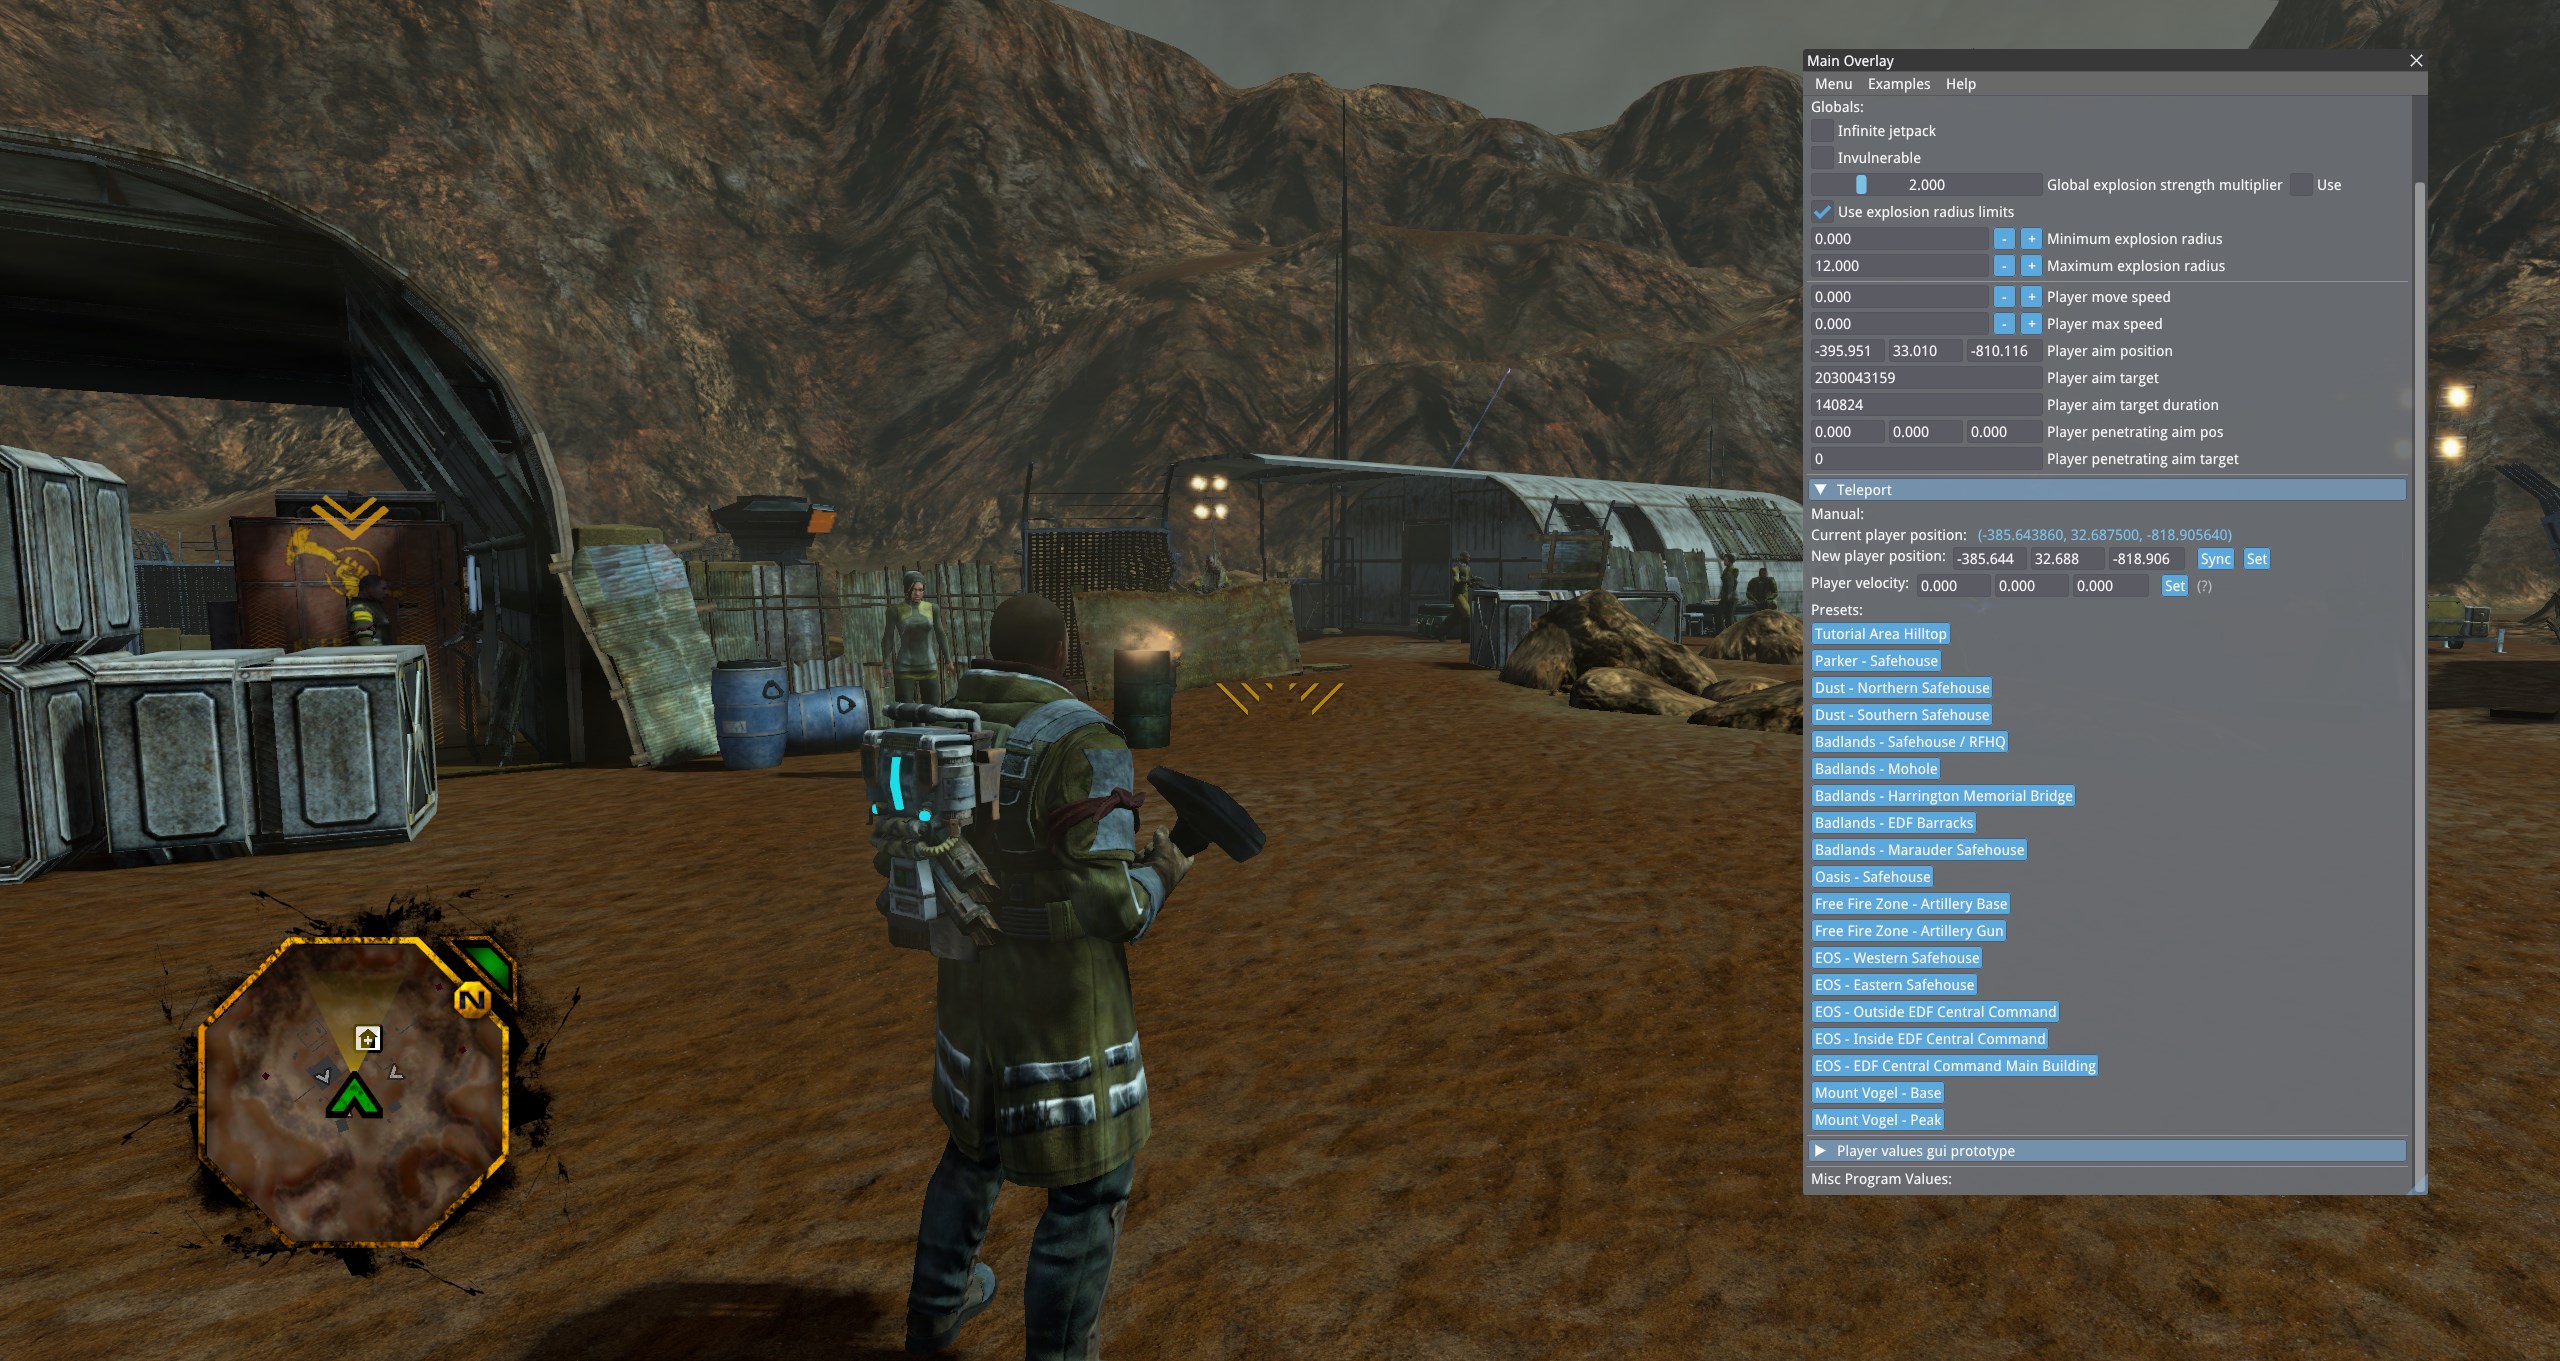 Main Overlay
Menu Examples Help
Globals:
Infinite jetpack
Invulnerable
2.000 Global explosion strength multiplier Use
Use explosion radius limits
0.000 - + Minimum explosion radius
12.000 - + Maximum explosion radius
0.000 - + Player move speed
0.000 - + Player max speed
-395.951 33.010 -810.116 Player aim position
2030043159 Player aim target
140824 Player aim target duration
0.000 0.000 0.000 Player penetrating aim pos
0 Player penetrating aim target
Teleport
Manual:
Current player position: (-385.643860, 32.687500, -818.905640)
New player position: -385.644 32.688 -818.906 Sync Set
Player velocity: 0.000 0.000 0.000 Set (?)
Presets:
Tutorial Area Hilltop
Parker - Safehouse
Dust - Northern Safehouse
Dust - Southern Safehouse
Badlands - Safehouse / RFHQ
Badlands - Mohole
Badlands - Harrington Memorial Bridge
Badlands - EDF Barracks
Badlands - Marauder Safehouse
Oasis - Safehouse
Free Fire Zone - Artillery Base
Free Fire Zone - Artillery Gun
EOS - Western Safehouse
EOS - Eastern Safehouse
EOS - Outside EDF Central Command
EOS - Inside EDF Central Command
EOS - EDF Central Command Main Building
Mount Vogel - Base
Mount Vogel - Peak
Player values gui prototype
Misc Program Values:
N